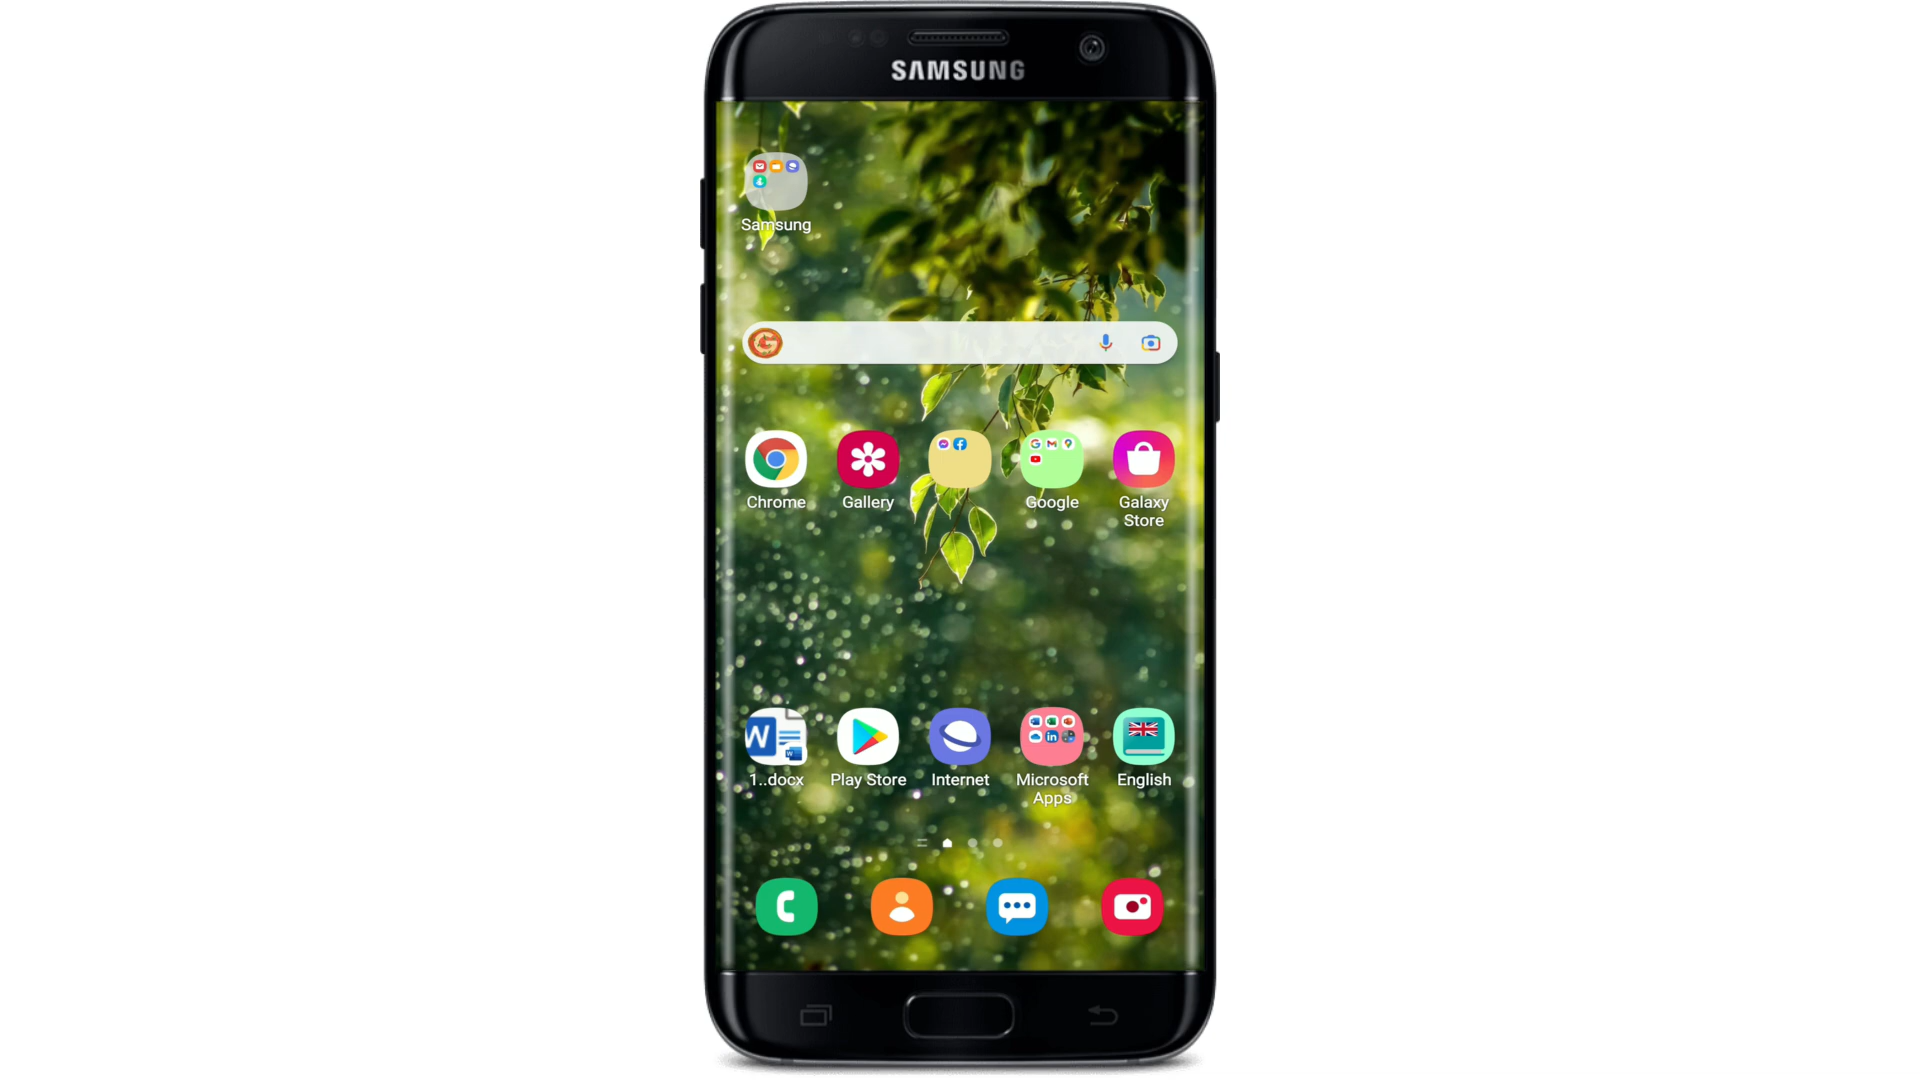 SAMSUNG
Samsung
Chrome
Gallery
Google
Galaxy
Store
1..docx
Play Store
Internet
Microsoft
Apps
English